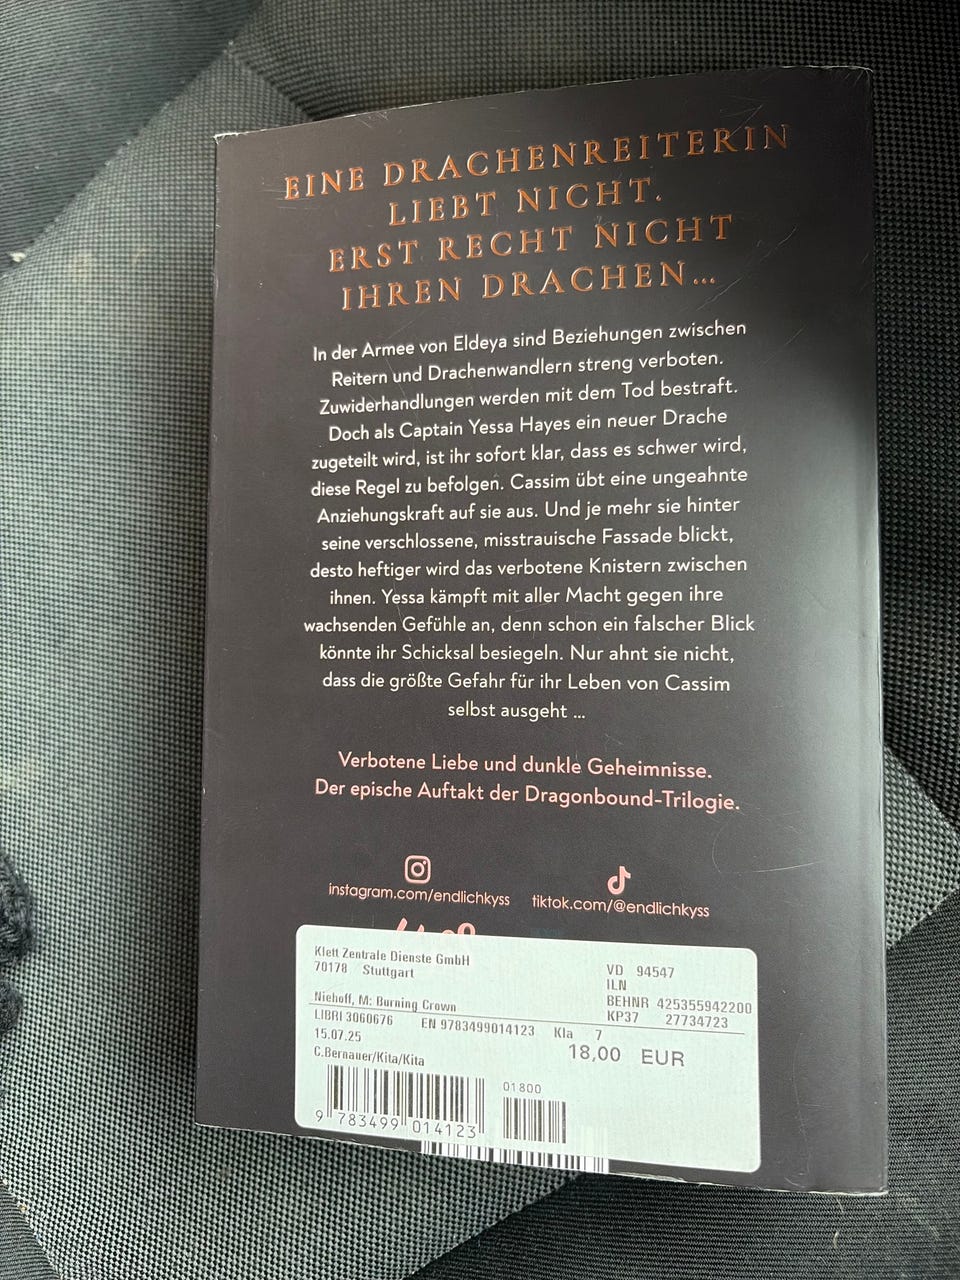 EINE DRACHENREITERIN
LIEBT NICHT.
ERST RECHT NICHT
IHREN DRACHEN...
In der Armee von Eldeya sind Beziehungen zwischen
Reitern und Drachenwandlern streng verboten.
Zuwiderhandlungen werden mit dem Tod bestraft.
Doch als Captain Yessa Hayes ein neuer Drache
zugeteilt wird, ist ihr sofort klar, dass es schwer wird,
diese Regel zu befolgen. Cassim übt eine ungeahnte
Anziehungskraft auf sie aus. Und je mehr sie hinter
seine verschlossene, misstrauische Fassade blickt,
desto heftiger wird das verbotene Knistern zwischen
ihnen. Yessa kämpft mit aller Macht gegen ihre
wachsenden Gefühle an, denn schon ein falscher Blick
könnte ihr Schicksal besiegeln. Nur ahnt sie nicht,
dass die größte Gefahr für ihr Leben von Cassim
selbst ausgeht ...
Verbotene Liebe und dunkle Geheimnisse.
Der epische Auftakt der Dragonbound-Trilogie.
instagram.com/endlichkyss
tiktok.com/@endlichkyss
Klett Zentrale Dienste GmbH
70178 Stuttgart
VD 94547
ILN
BEHNR 425355942200
KP37 27734723
Niehoff, M: Burning Crown
LIBRI 3060676 EN 9783499014123 Kla 7
15.07.25
18,00 EUR
C.Bernauer/Kita/Kita
01800
9 783499 014123